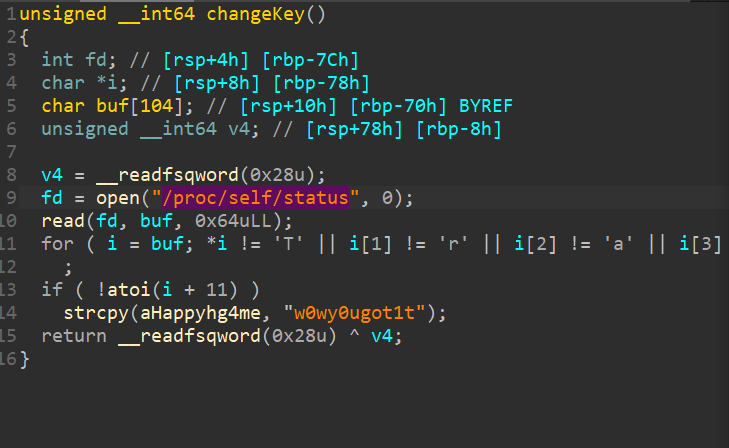 1 unsigned __int64 changeKey()
2 {
3   int fd; // [rsp+4h] [rbp-7Ch]
4   char *i; // [rsp+8h] [rbp-78h]
5   char buf[104]; // [rsp+10h] [rbp-70h] BYREF
6   unsigned __int64 v4; // [rsp+78h] [rbp-8h]
7
8   v4 = __readfsqword(0x28u);
9   fd = open("/proc/self/status", 0);
10   read(fd, buf, 0x64uLL);
11   for ( i = buf; *i != 'T' || i[1] != 'r' || i[2] != 'a' || i[3]
12     ;
13   if ( !atoi(i + 11) )
14     strcpy(aHappyhg4me, "w0wy0ugot1t");
15   return __readfsqword(0x28u) ^ v4;
16 }